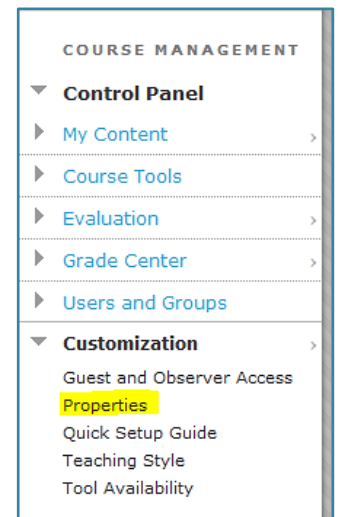 COURSE MANAGEMENT
Control Panel
My Content
Course Tools
Evaluation
Grade Center
Users and Groups
Customization
Guest and Observer Access
Properties
Quick Setup Guide
Teaching Style
Tool Availability